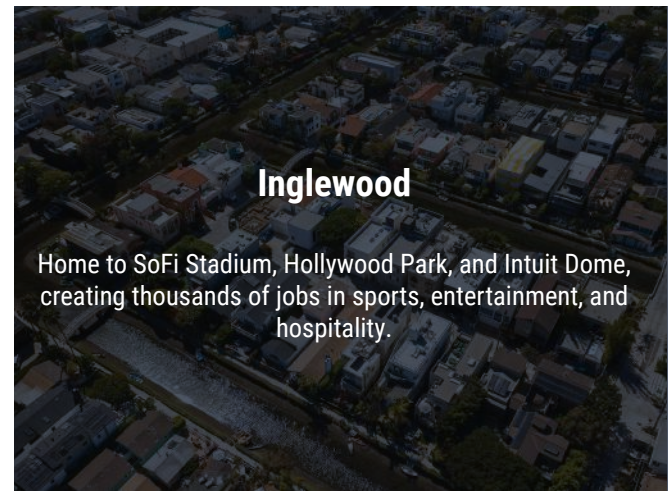 Inglewood
Home to SoFi Stadium, Hollywood Park, and Intuit Dome,
creating thousands of jobs in sports, entertainment, and
hospitality.